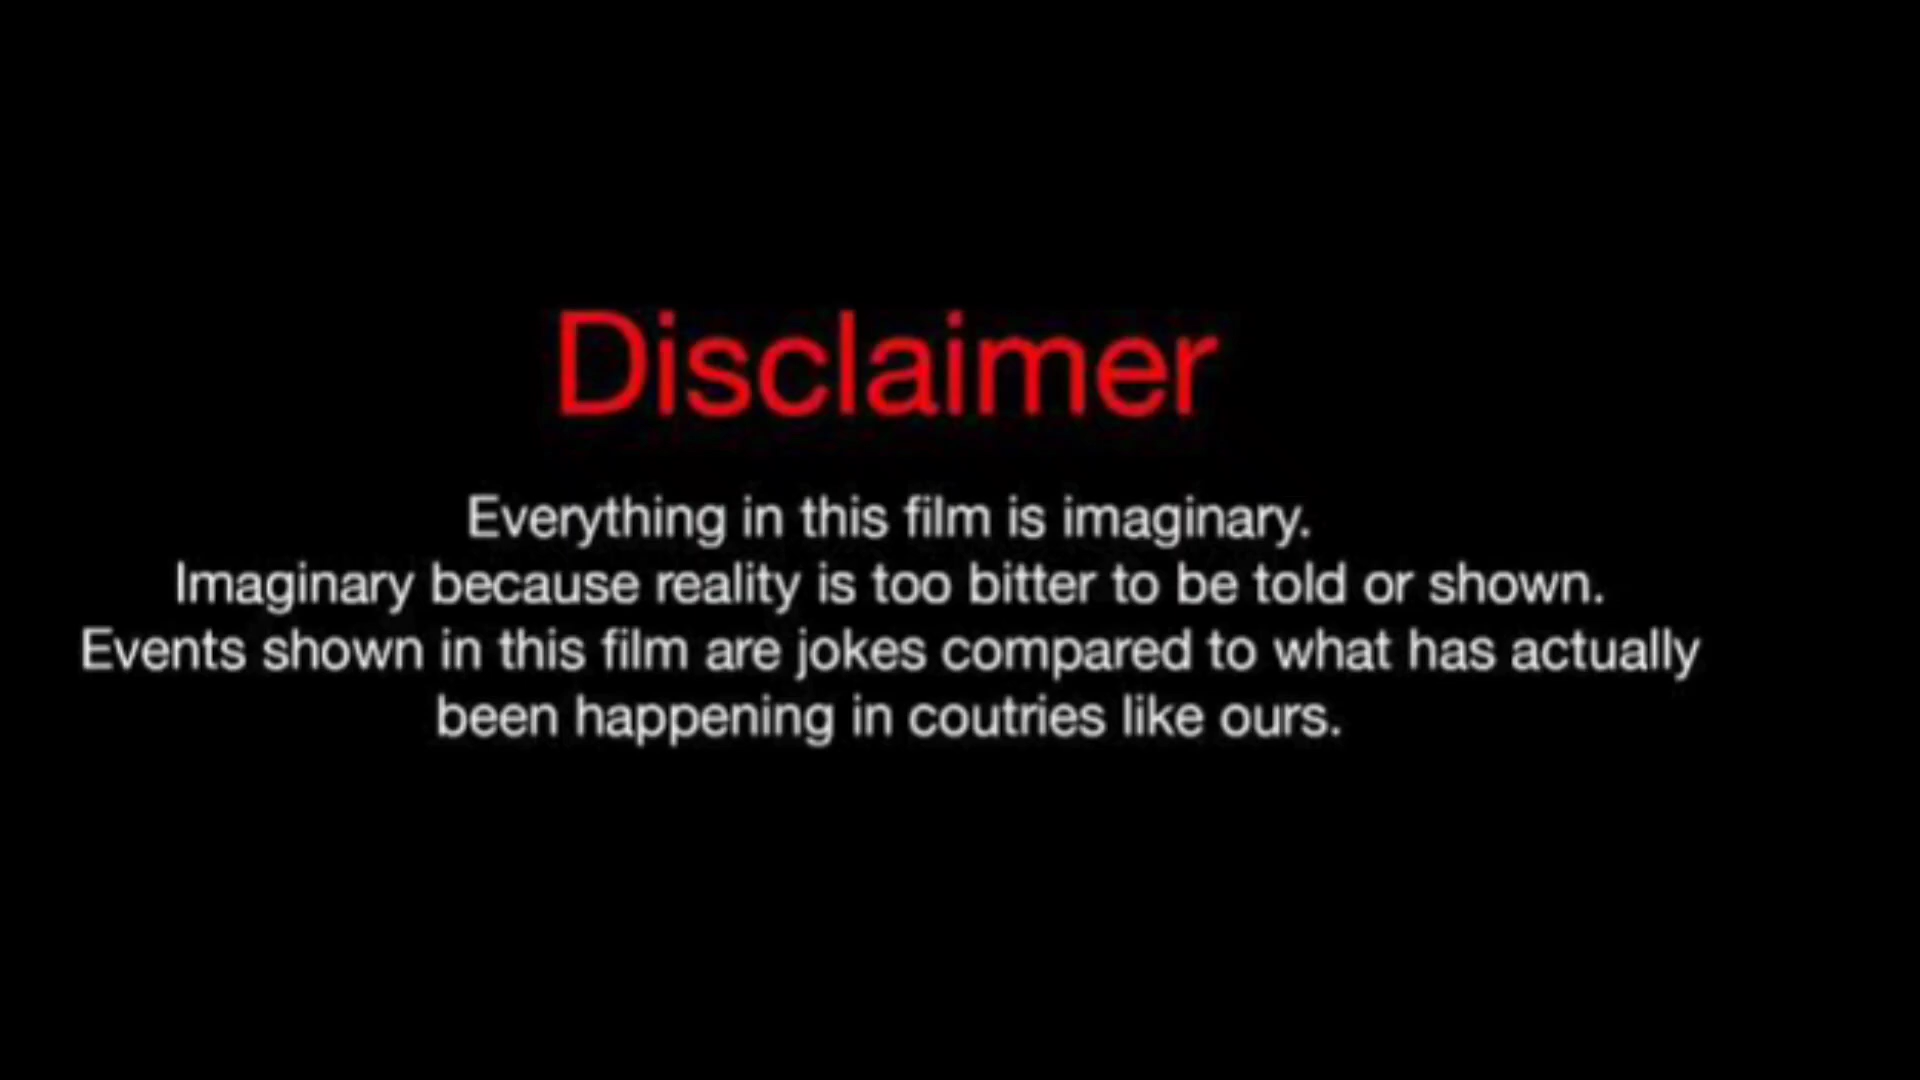 Disclaimer
Everything in this film is imaginary.
Imaginary because reality is too bitter to be told or shown.
Events shown in this film are jokes compared to what has actually
been happening in coutries like ours.